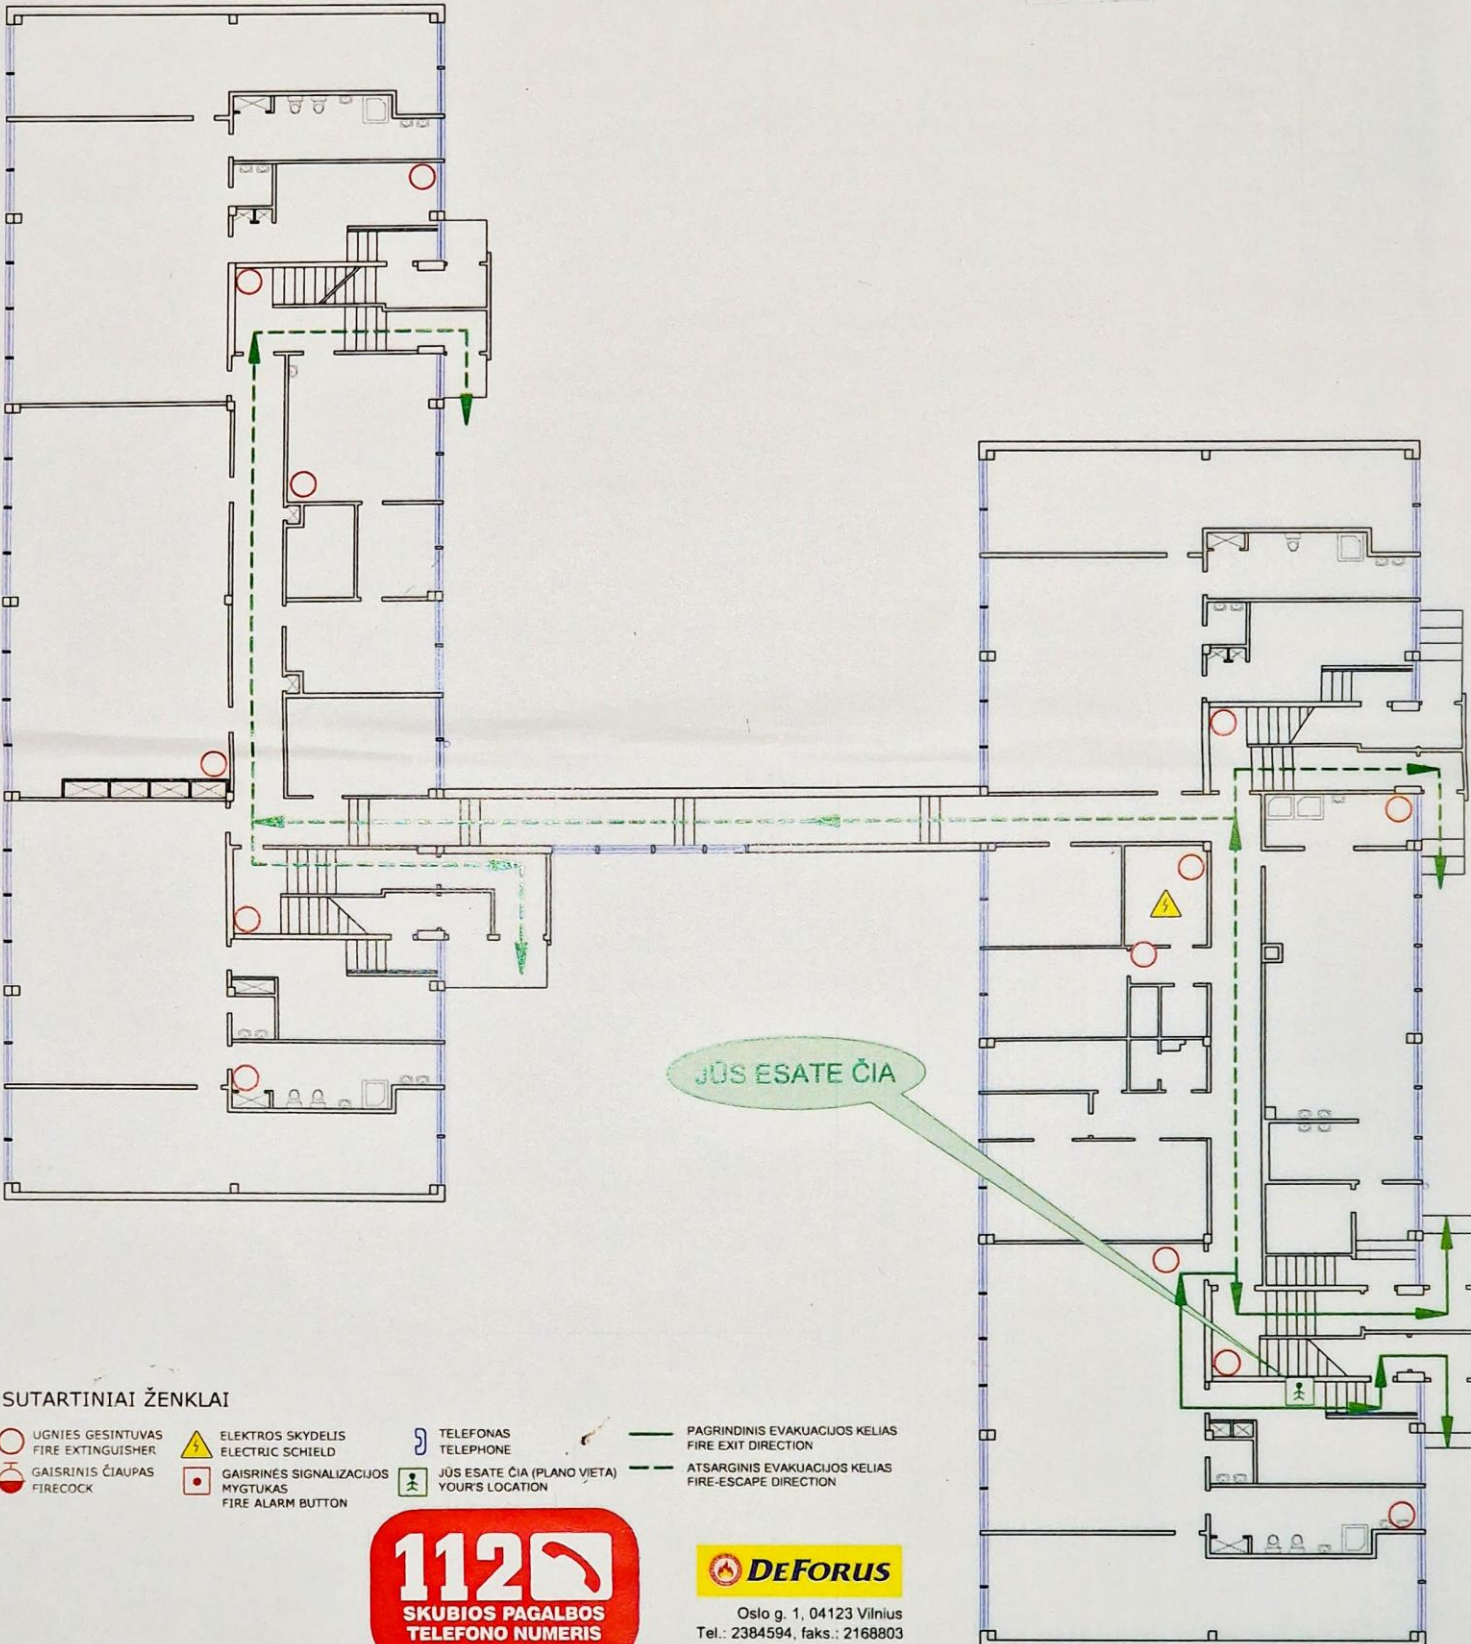 JŪS ESATE ČIA
SUTARTINIAI ŽENKLAI
UGNIES GESINTUVAS
FIRE EXTINGUISHER
GAISRINIS ČIAUPAS
FIRECOCK
ELEKTROS SKYDELIS
ELECTRIC SCHIELD
GAISRINĖS SIGNALIZACIJOS
MYGTUKAS
FIRE ALARM BUTTON
TELEFONAS
TELEPHONE
JŪS ESATE ČIA (PLANO VIETA)
YOUR'S LOCATION
PAGRINDINIS EVAKUACIJOS KELIAS
FIRE EXIT DIRECTION
ATSARGINIS EVAKUACIJOS KELIAS
FIRE-ESCAPE DIRECTION
112
SKUBIOS PAGALBOS
TELEFONO NUMERIS
DEFORUS
Oslo g. 1, 04123 Vilnius
Tel.: 2384594, faks.: 2168803